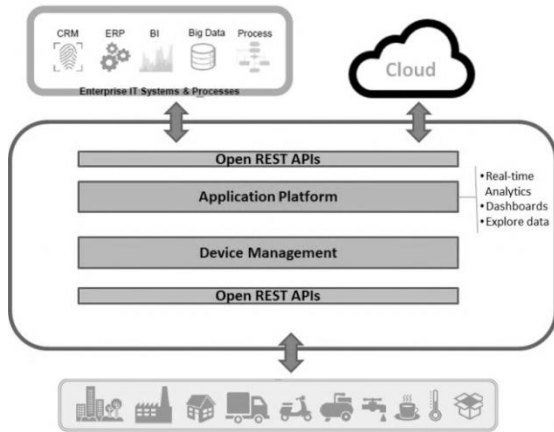 CRM ERP BI Big Data Process
Enterprise IT Systems & Processes
Cloud
Open REST APIs
Application Platform
• Real-time
Analytics
• Dashboards
• Explore data
Device Management
Open REST APIs